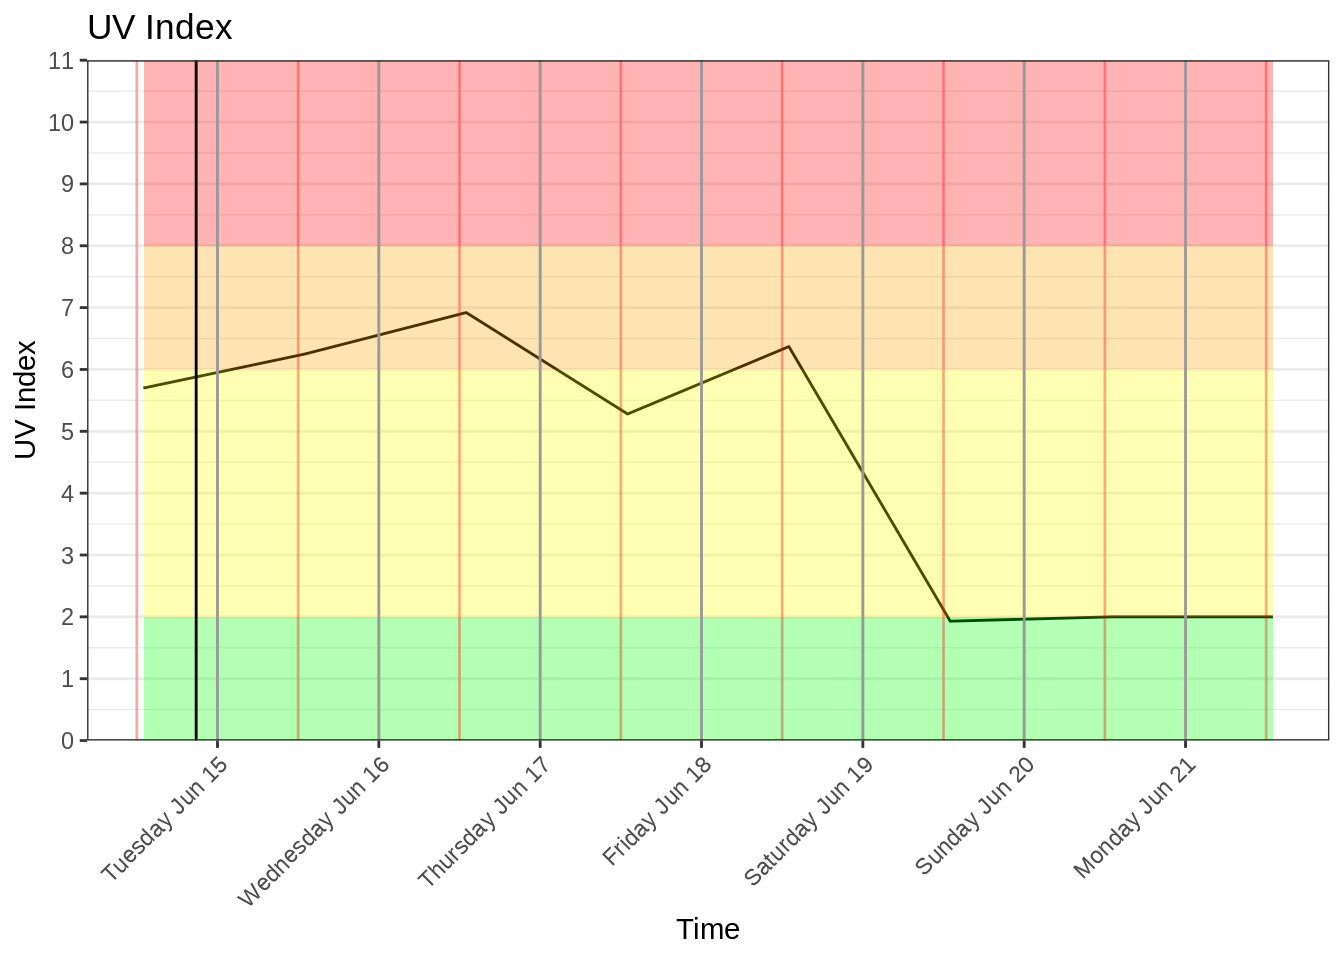 UV Index
11
10
9
8
7
6
5
4
3
2
1
0
UV Index
Tuesday Jun 15
Wednesday Jun 16
Thursday Jun 17
Friday Jun 18
Saturday Jun 19
Sunday Jun 20
Monday Jun 21
Time